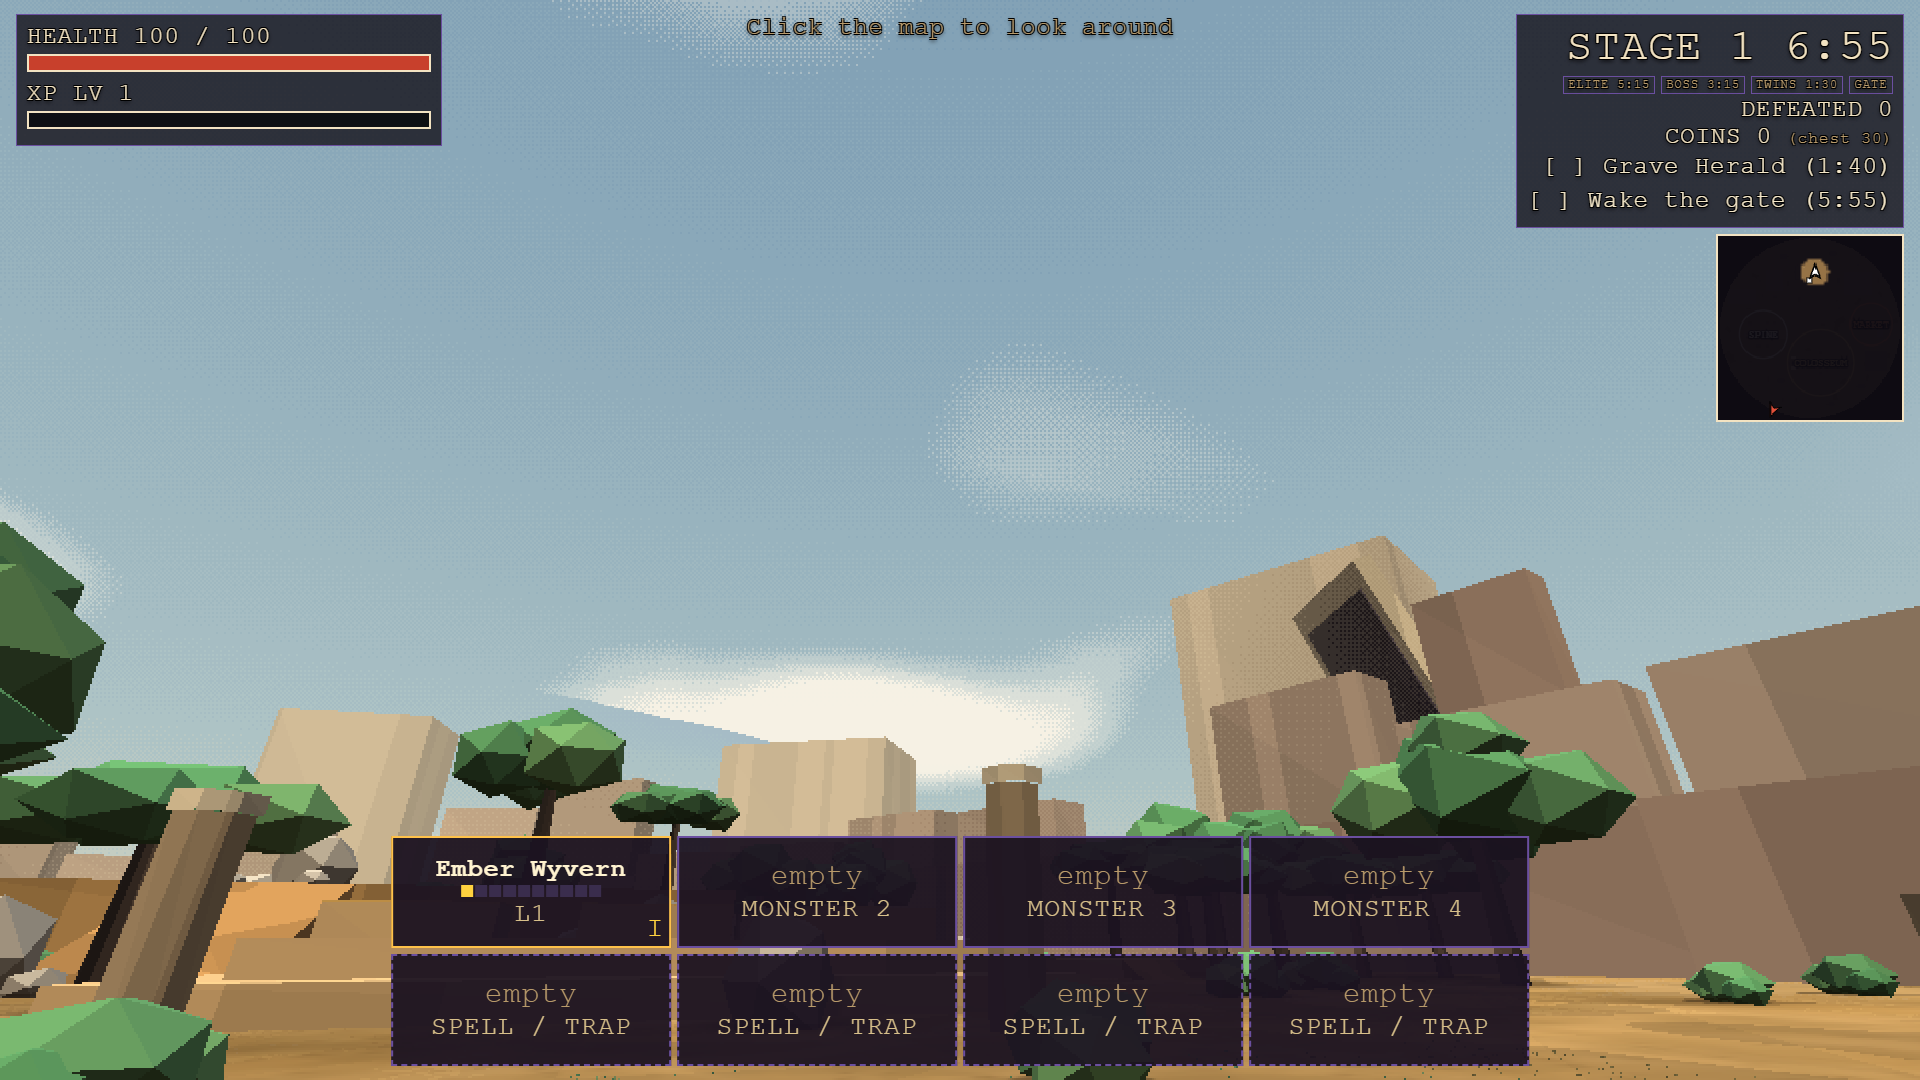 HEALTH 100 / 100
XP LV 1
Click the map to look around
STAGE 1 6:55
ELITE 5:15 BOSS 3:15 TWINS 1:30 GATE
DEFEATED 0
COINS 0 (chest 30)
[ ] Grave Herald (1:40)
[ ] Wake the gate (5:55)
Ember Wyvern
L1
I
empty
MONSTER 2
empty
MONSTER 3
empty
MONSTER 4
empty
SPELL / TRAP
empty
SPELL / TRAP
empty
SPELL / TRAP
empty
SPELL / TRAP